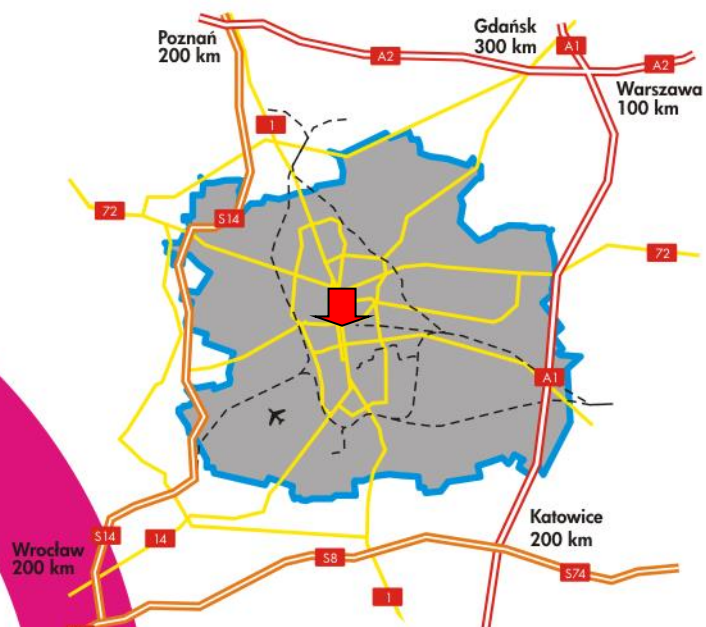 Poznań
200 km
Gdańsk
300 km
A1
A2
A2
Warszawa
100 km
1
72
S14
72
A1
Katowice
200 km
S14
14
Wrocław
200 km
S8
S74
1